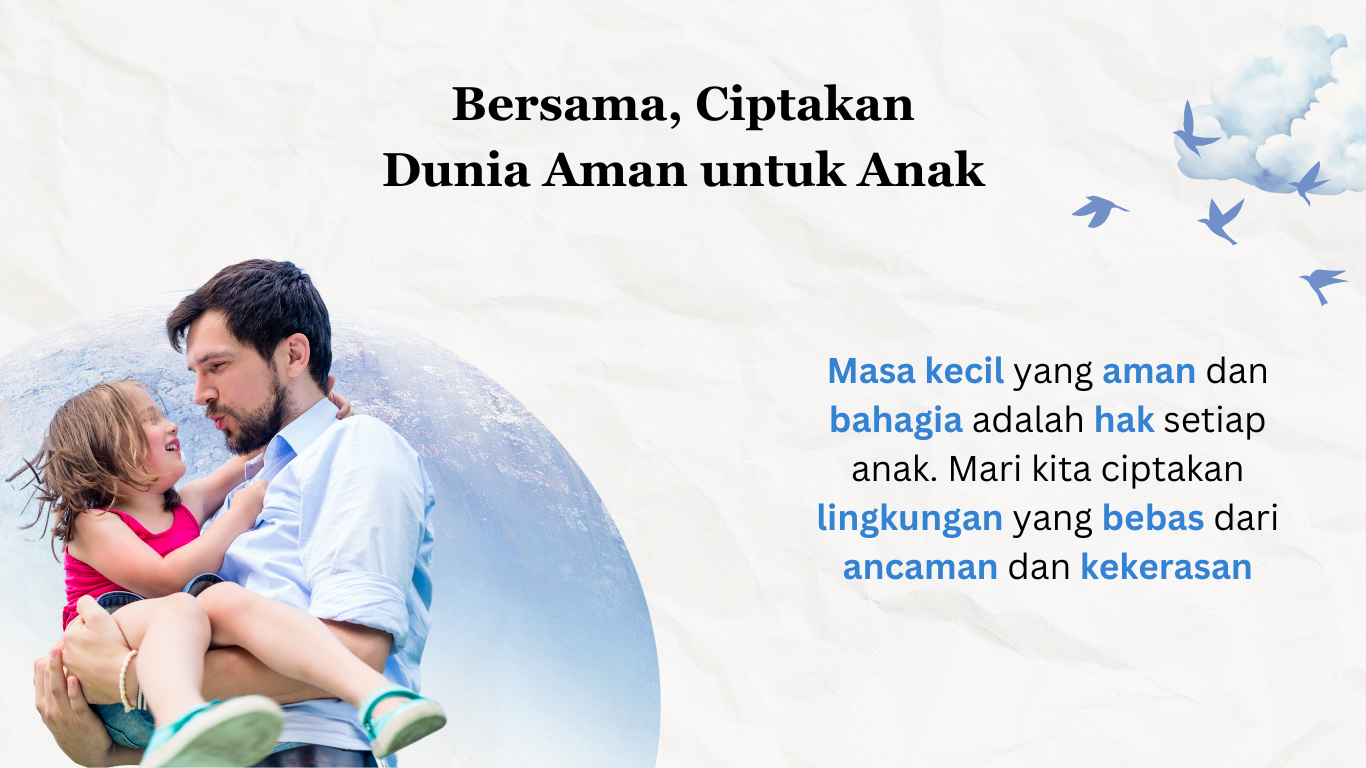 Bersama, Ciptakan
Dunia Aman untuk Anak
Masa kecil yang aman dan
bahagia adalah hak setiap
anak. Mari kita ciptakan
lingkungan yang bebas dari
ancaman dan kekerasan